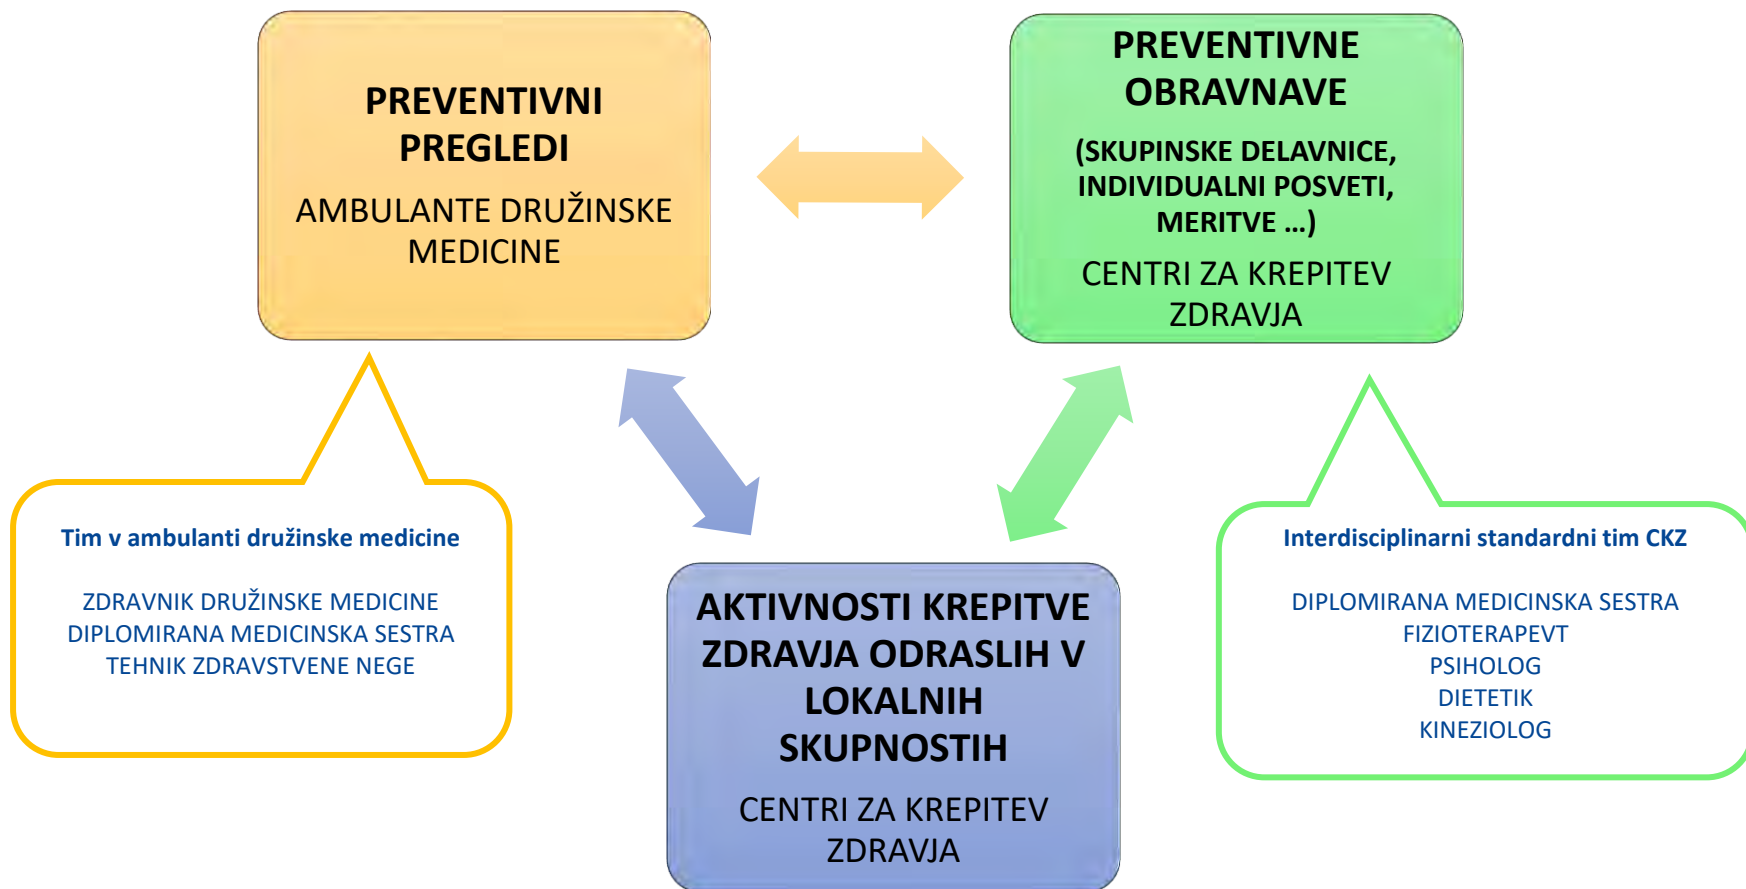 PREVENTIVNI
PREGLEDI
AMBULANTE DRUŽINSKE
MEDICINE
PREVENTIVNE
OBRAVNAVE
(SKUPINSKE DELAVNICE,
INDIVIDUALNI POSVETI,
MERITVE ...)
CENTRI ZA KREPITEV
ZDRAVJA
Tim v ambulanti družinske medicine
ZDRAVNIK DRUŽINSKE MEDICINE
DIPLOMIRANA MEDICINSKA SESTRA
TEHNIK ZDRAVSTVENE NEGE
AKTIVNOSTI KREPITVE
ZDRAVJA ODRASLIH V
LOKALNIH
SKUPNOSTIH
CENTRI ZA KREPITEV
ZDRAVJA
Interdisciplinarni standardni tim CKZ
DIPLOMIRANA MEDICINSKA SESTRA
FIZIOTERAPEVT
PSIHOLOG
DIETETIK
KINEZIOLOG